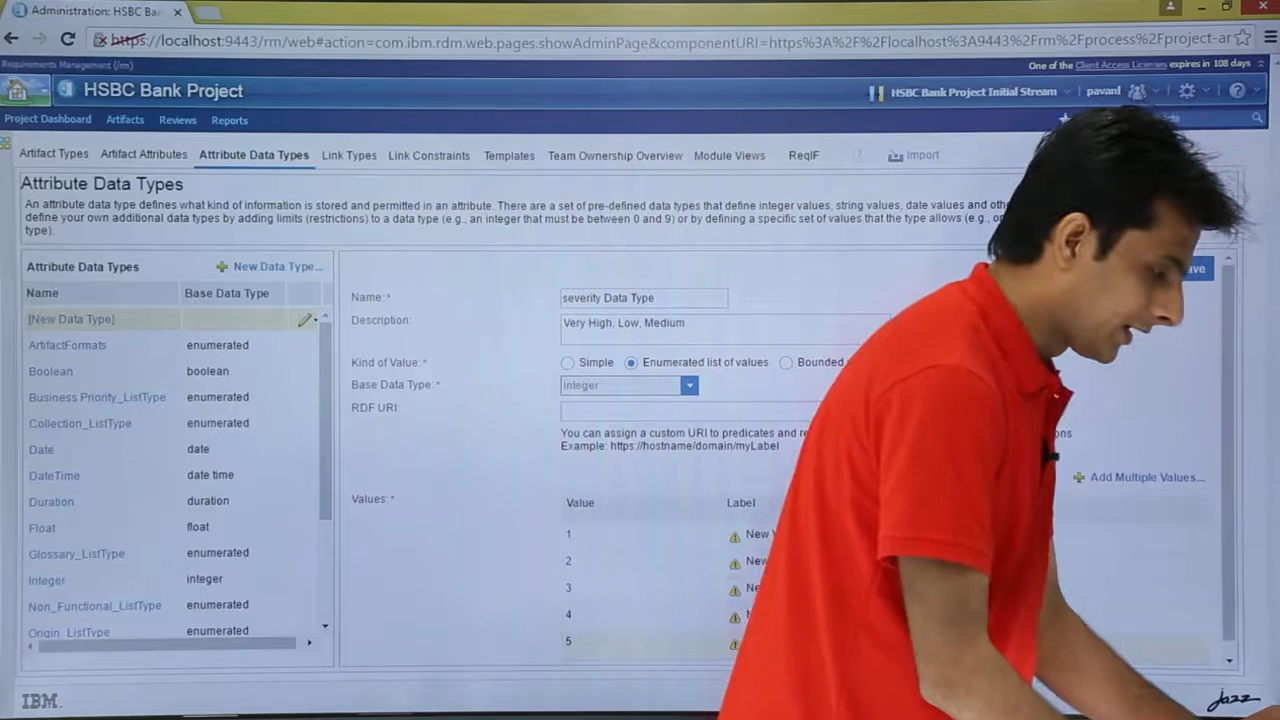 Administration: HSBC Ba
https://localhost:9443/rm/web#action=com.ibm.rdm.web.pages.showAdminPage&componentURI=https%3A%2F%2Flocalhost%3A9443%2Frm%2Fprocess%2Fproject-ar
Requirements Management (/rm)
One of the Client Access Licenses expires in 108 days
HSBC Bank Project
HSBC Bank Project Initial Stream
pavanl
Project Dashboard Artifacts Reviews Reports
Artifact Types Artifact Attributes Attribute Data Types Link Types Link Constraints Templates Team Ownership Overview Module Views ReqIF Import
Attribute Data Types
An attribute data type defines what kind of information is stored and permitted in an attribute. There are a set of pre-defined data types that define integer values, string values, date values and
define your own additional data types by adding limits (restrictions) to a data type (e.g., an integer that must be between 0 and 9) or by defining a specific set of values that the type allows (e.g.,
type).
Attribute Data Types
New Data Type...
Name Base Data Type
[New Data Type]
ArtifactFormats enumerated
Boolean boolean
Business Priority_ListType enumerated
Collection_ListType enumerated
Date date
DateTime date time
Duration duration
Float float
Glossary_ListType enumerated
Integer integer
Non_Functional_ListType enumerated
Origin_ListType enumerated
Name:* severity Data Type
Description: Very High, Low, Medium
Kind of Value:* Simple Enumerated list of values Bounded
Base Data Type:* integer
RDF URI:
You can assign a custom URI to predicates and
Example: https://hostname/domain/myLabel
Add Multiple Values...
Values:*
Value Label
1 New
2 New
3
4
5
IBM.
jazz